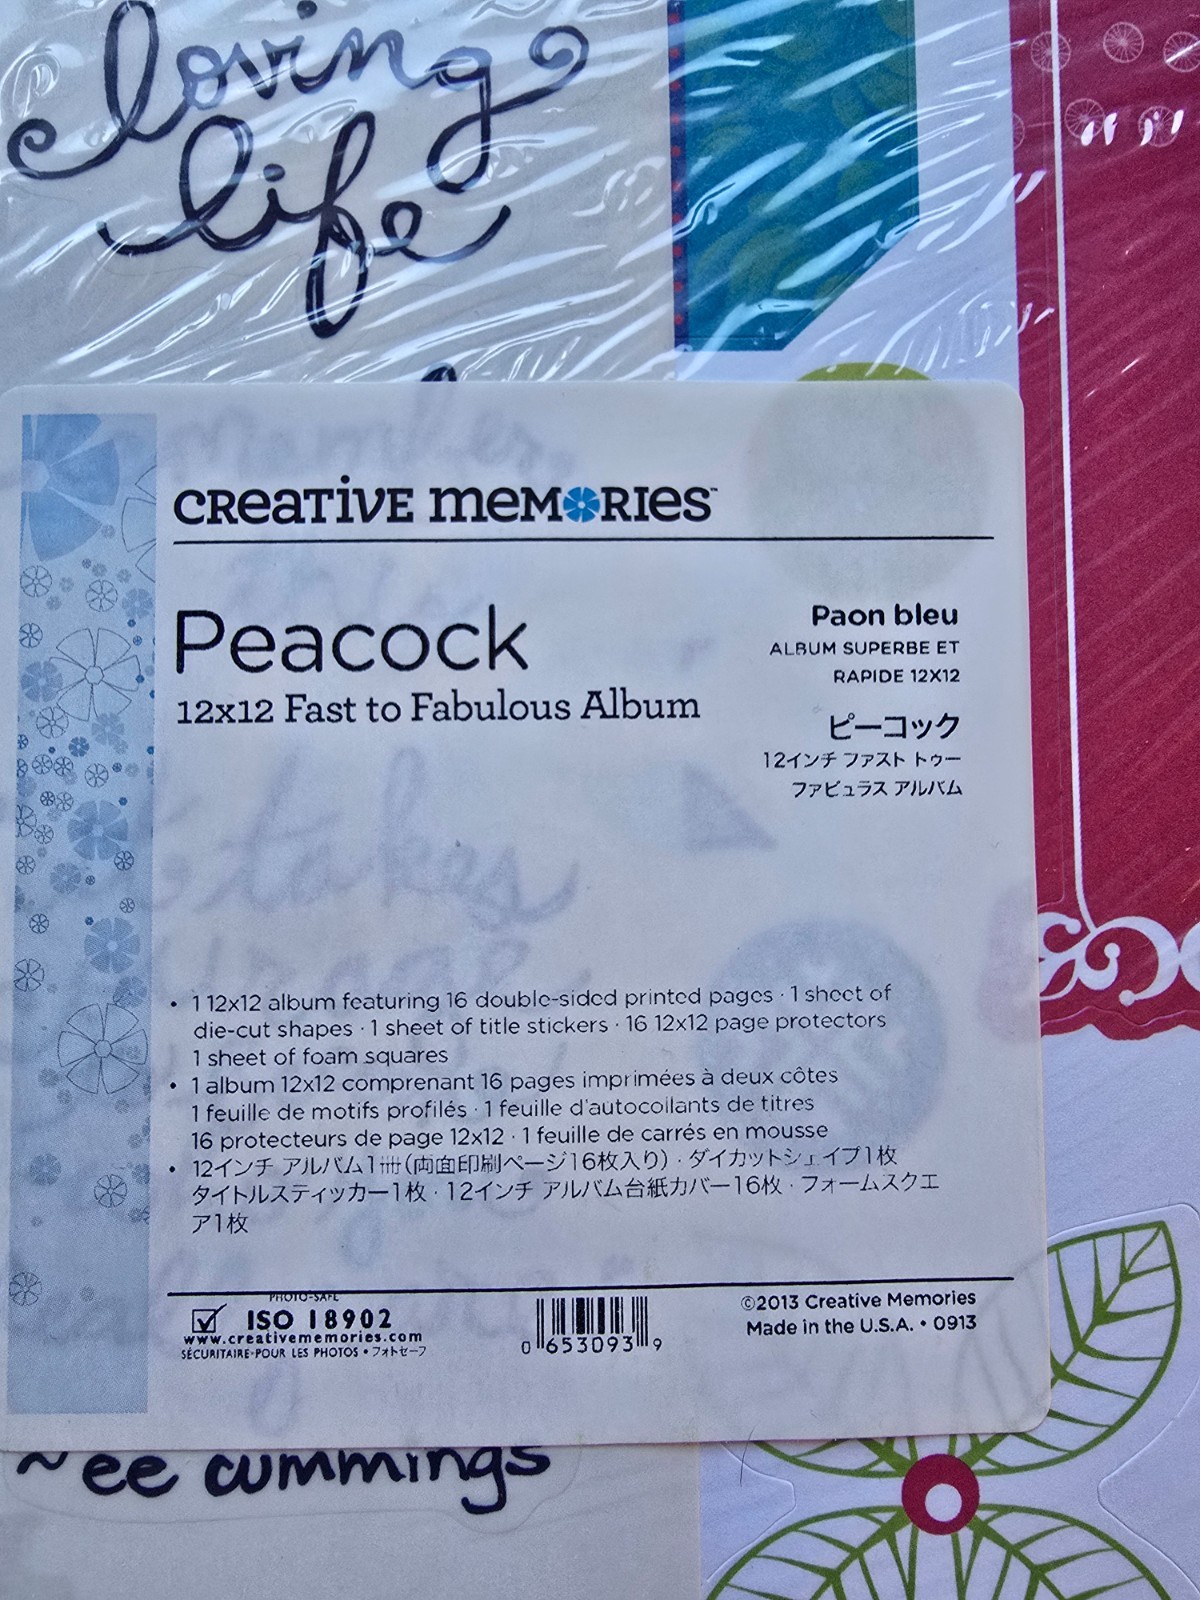 loving
life
CREATIVE MEMORIES™
Peacock
12x12 Fast to Fabulous Album
Paon bleu
ALBUM SUPERBE ET
RAPIDE 12X12
ピーコック
12インチ ファスト トゥー
ファビュラス アルバム
• 1 12x12 album featuring 16 double-sided printed pages · 1 sheet of
die-cut shapes · 1 sheet of title stickers · 16 12x12 page protectors
1 sheet of foam squares
• 1 album 12x12 comprenant 16 pages imprimées à deux côtes
1 feuille de motifs profilés · 1 feuille d'autocollants de titres
16 protecteurs de page 12x12 · 1 feuille de carrés en mousse
• 12インチ アルバム1冊(両面印刷ページ16枚入り) · ダイカットシェイプ1枚
タイトルスティッカー1枚 · 12インチ アルバム台紙カバー16枚 · フォームスクエ
ア1枚
PHOTO-SAFE
ISO 18902
www.creativememories.com
SÉCURITAIRE POUR LES PHOTOS • フォトセーフ
0 653093 9
©2013 Creative Memories
Made in the U.S.A. • 0913
~ ee cummings